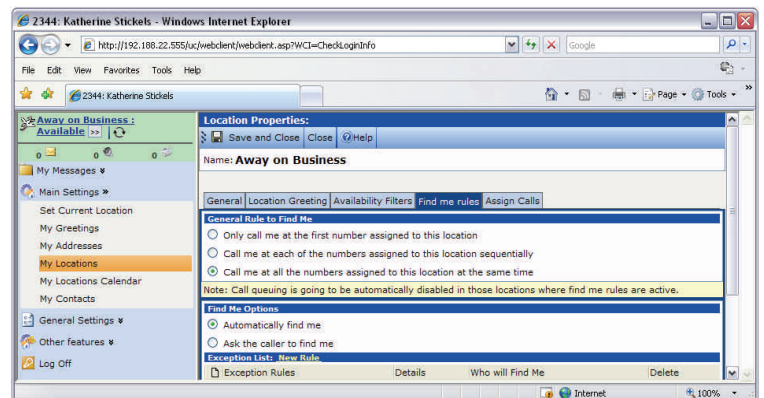 2344: Katherine Stickels - Windows Internet Explorer
http://192.188.22.555/uc/webclient/webclient.asp?WCI=CheckLoginInfo
Google
File Edit View Favorites Tools Help
2344: Katherine Stickels
Page Tools
Away on Business :
Available >>
0 0 0
My Messages
Main Settings
Set Current Location
My Greetings
My Addresses
My Locations
My Locations Calendar
My Contacts
General Settings
Other features
Log Off
Location Properties:
Save and Close Close Help
Name: Away on Business
General Location Greeting Availability Filters Find me rules Assign Calls
General Rule to Find Me
Only call me at the first number assigned to this location
Call me at each of the numbers assigned to this location sequentially
Call me at all the numbers assigned to this location at the same time
Note: Call queuing is going to be automatically disabled in those locations where find me rules are active.
Find Me Options
Automatically find me
Ask the caller to find me
Exception List: New Rule
Exception Rules Details Who will Find Me Delete
Internet 100%